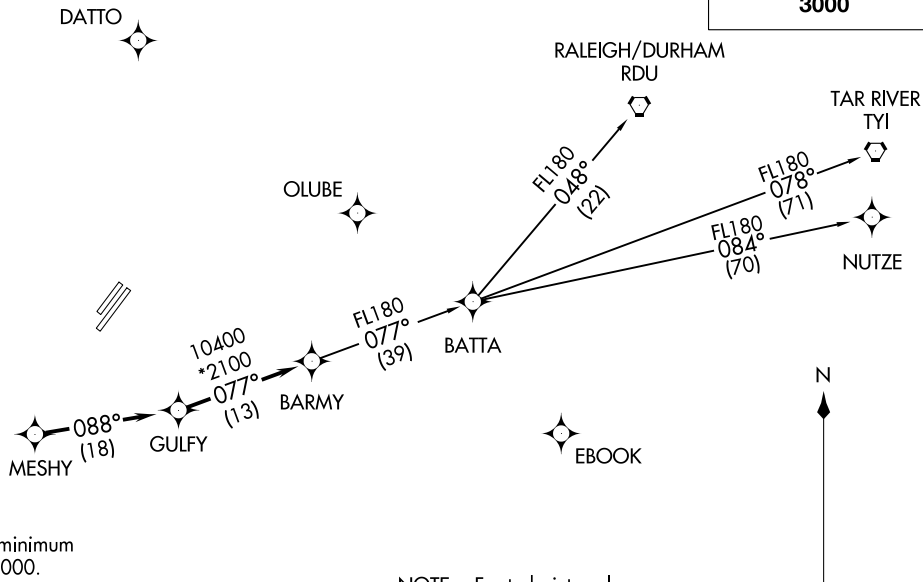 3000
DATTO
RALEIGH/DURHAM
RDU
TAR RIVER
TYI
FL180
048°
(22)
FL180
078°
(71)
OLUBE
FL180
084°
(70)
NUTZE
FL180
077°
(39)
BATTA
10400
*2100
077°
(13)
BARMY
N
088°
(18)
GULFY
MESHY
EBOOK
minimum
000.